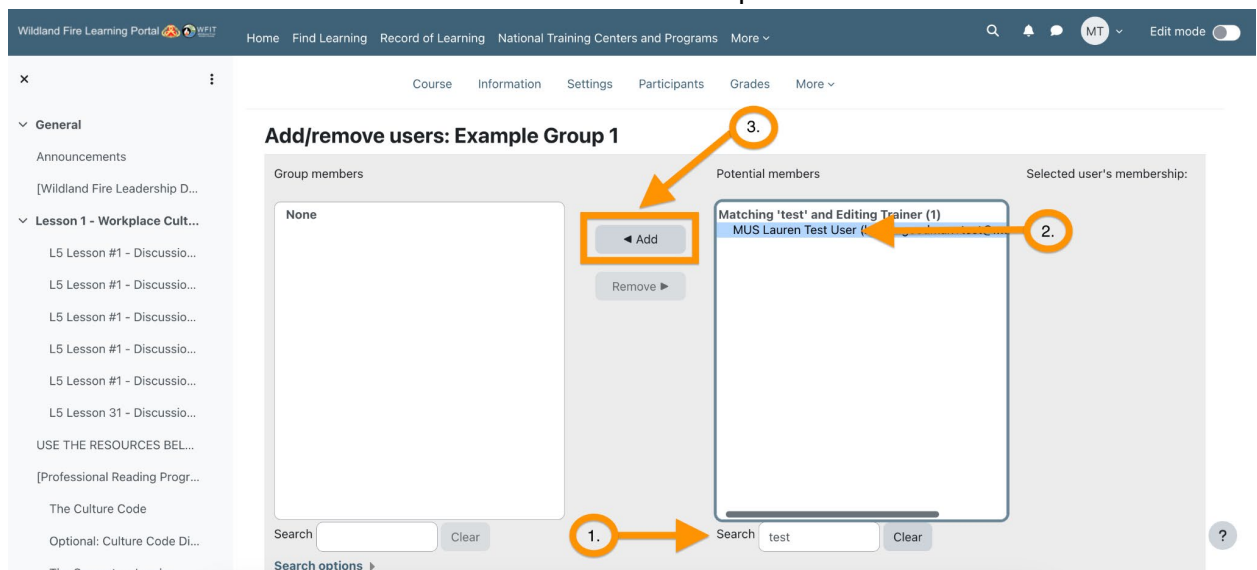 Wildland Fire Learning Portal WFIT
Home Find Learning Record of Learning National Training Centers and Programs More
MT
Edit mode
×
Course Information Settings Participants Grades More
General
Announcements
[Wildland Fire Leadership D...
Lesson 1 - Workplace Cult...
L5 Lesson #1 - Discussio...
L5 Lesson #1 - Discussio...
L5 Lesson #1 - Discussio...
L5 Lesson #1 - Discussio...
L5 Lesson #1 - Discussio...
L5 Lesson 31 - Discussio...
USE THE RESOURCES BEL...
[Professional Reading Progr...
The Culture Code
Optional: Culture Code Di...
Add/remove users: Example Group 1
3.
Group members
None
Search
Clear
Search options
◄ Add
Remove ►
1.
Potential members
Matching 'test' and Editing Trainer (1)
MUS Lauren Test User (
2.
Search test
Clear
Selected user's membership:
?